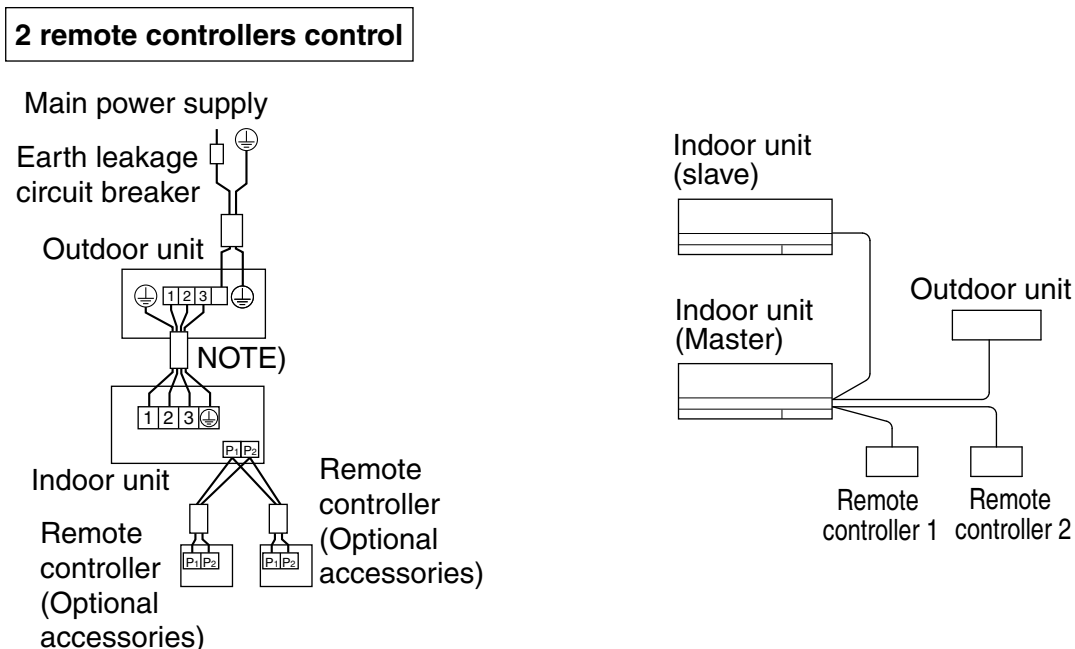 2 remote controllers control
Main power supply
Earth leakage
circuit breaker
Outdoor unit
1 2 3
NOTE)
1 2 3
P1 P2
Indoor unit
Remote
controller
(Optional
accessories)
P1 P2
P1 P2
Remote
controller
(Optional
accessories)
Indoor unit
(slave)
Indoor unit
(Master)
Outdoor unit
Remote
controller 1
Remote
controller 2